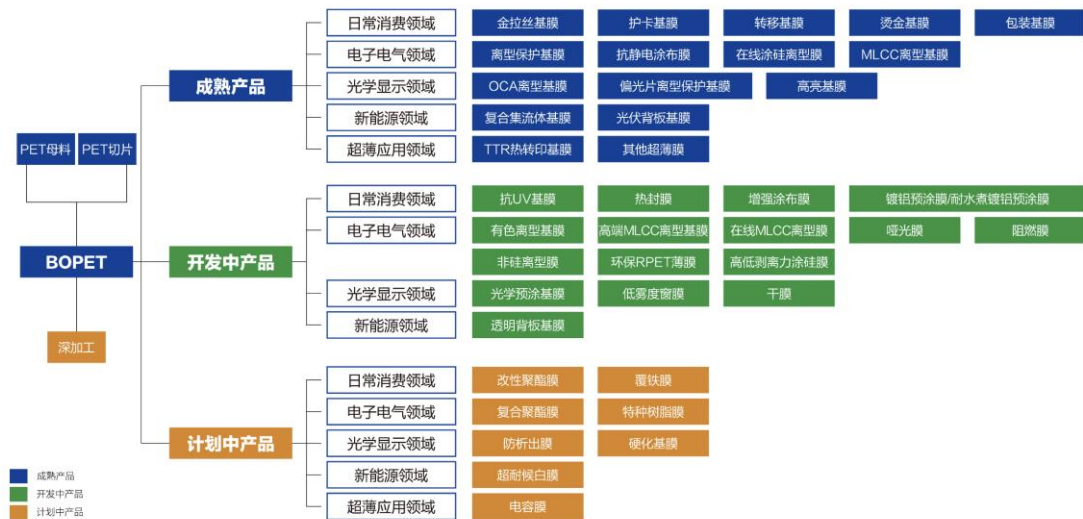 日常消费领域 金拉丝基膜 护卡基膜 转移基膜 烫金基膜 包装基膜
电子电气领域 离型保护基膜 抗静电涂布膜 在线涂硅离型膜 MLCC离型基膜
成熟产品
光学显示领域 OCA离型基膜 偏光片离型保护基膜 高亮基膜
新能源领域 复合集流体基膜 光伏背板基膜
超薄应用领域 TTR热转印基膜 其他超薄膜
PET母料 PET切片
日常消费领域 抗UV基膜 热封膜 增强涂布膜 镀铝预涂膜/耐水煮镀铝预涂膜
电子电气领域 有色离型基膜 高端MLCC离型基膜 在线MLCC离型膜 哑光膜 阻燃膜
BOPET
开发中产品
非硅离型膜 环保RPET薄膜 高低剥离力涂硅膜
光学显示领域 光学预涂基膜 低雾度窗膜 干膜
新能源领域 透明背板基膜
深加工
日常消费领域 改性聚酯膜 覆铁膜
电子电气领域 复合聚酯膜 特种树脂膜
计划中产品
光学显示领域 防析出膜 硬化基膜
新能源领域 超耐候白膜
超薄应用领域 电容膜
成熟产品
开发中产品
计划中产品